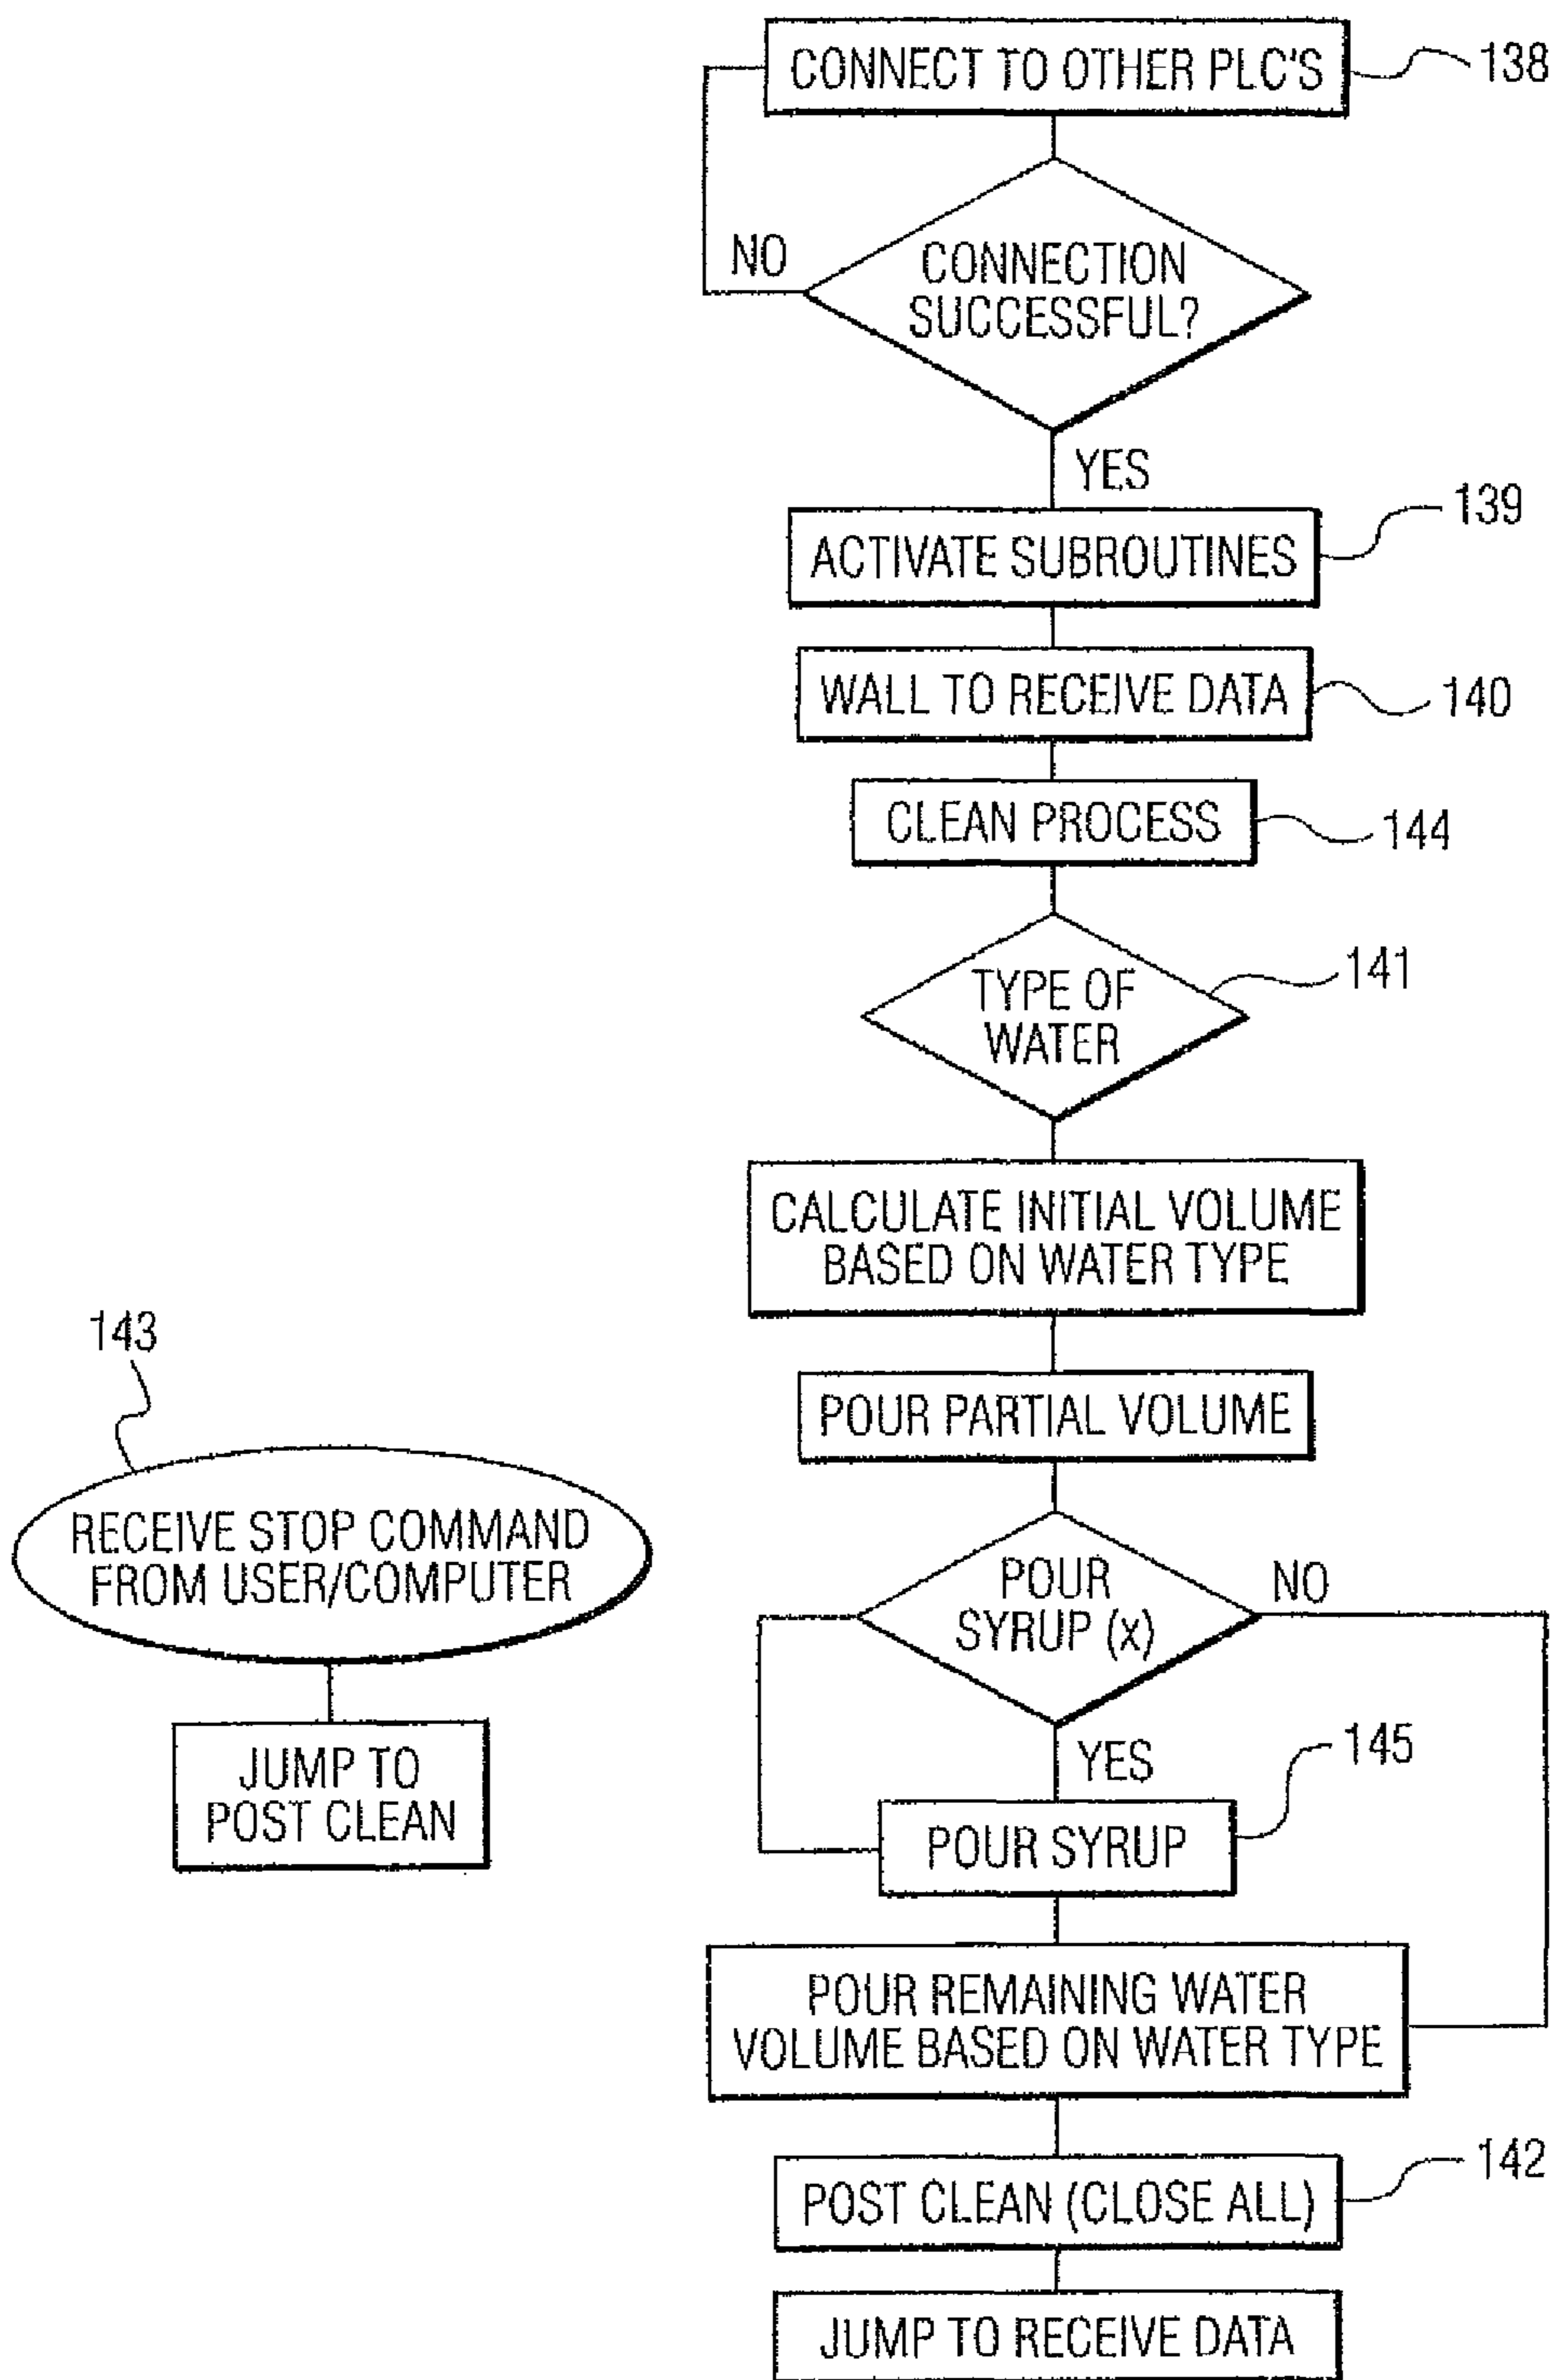 CONNECT TO OTHER PLC'S
138
NO
CONNECTION
SUCCESSFUL?
YES
139
ACTIVATE SUBROUTINES
WALL TO RECEIVE DATA
140
CLEAN PROCESS
144
141
TYPE OF
WATER
CALCULATE INITIAL VOLUME
BASED ON WATER TYPE
POUR PARTIAL VOLUME
143
RECEIVE STOP COMMAND
FROM USER/COMPUTER
JUMP TO
POST CLEAN
POUR
SYRUP (x)
NO
YES
145
POUR SYRUP
POUR REMAINING WATER
VOLUME BASED ON WATER TYPE
142
POST CLEAN (CLOSE ALL)
JUMP TO RECEIVE DATA